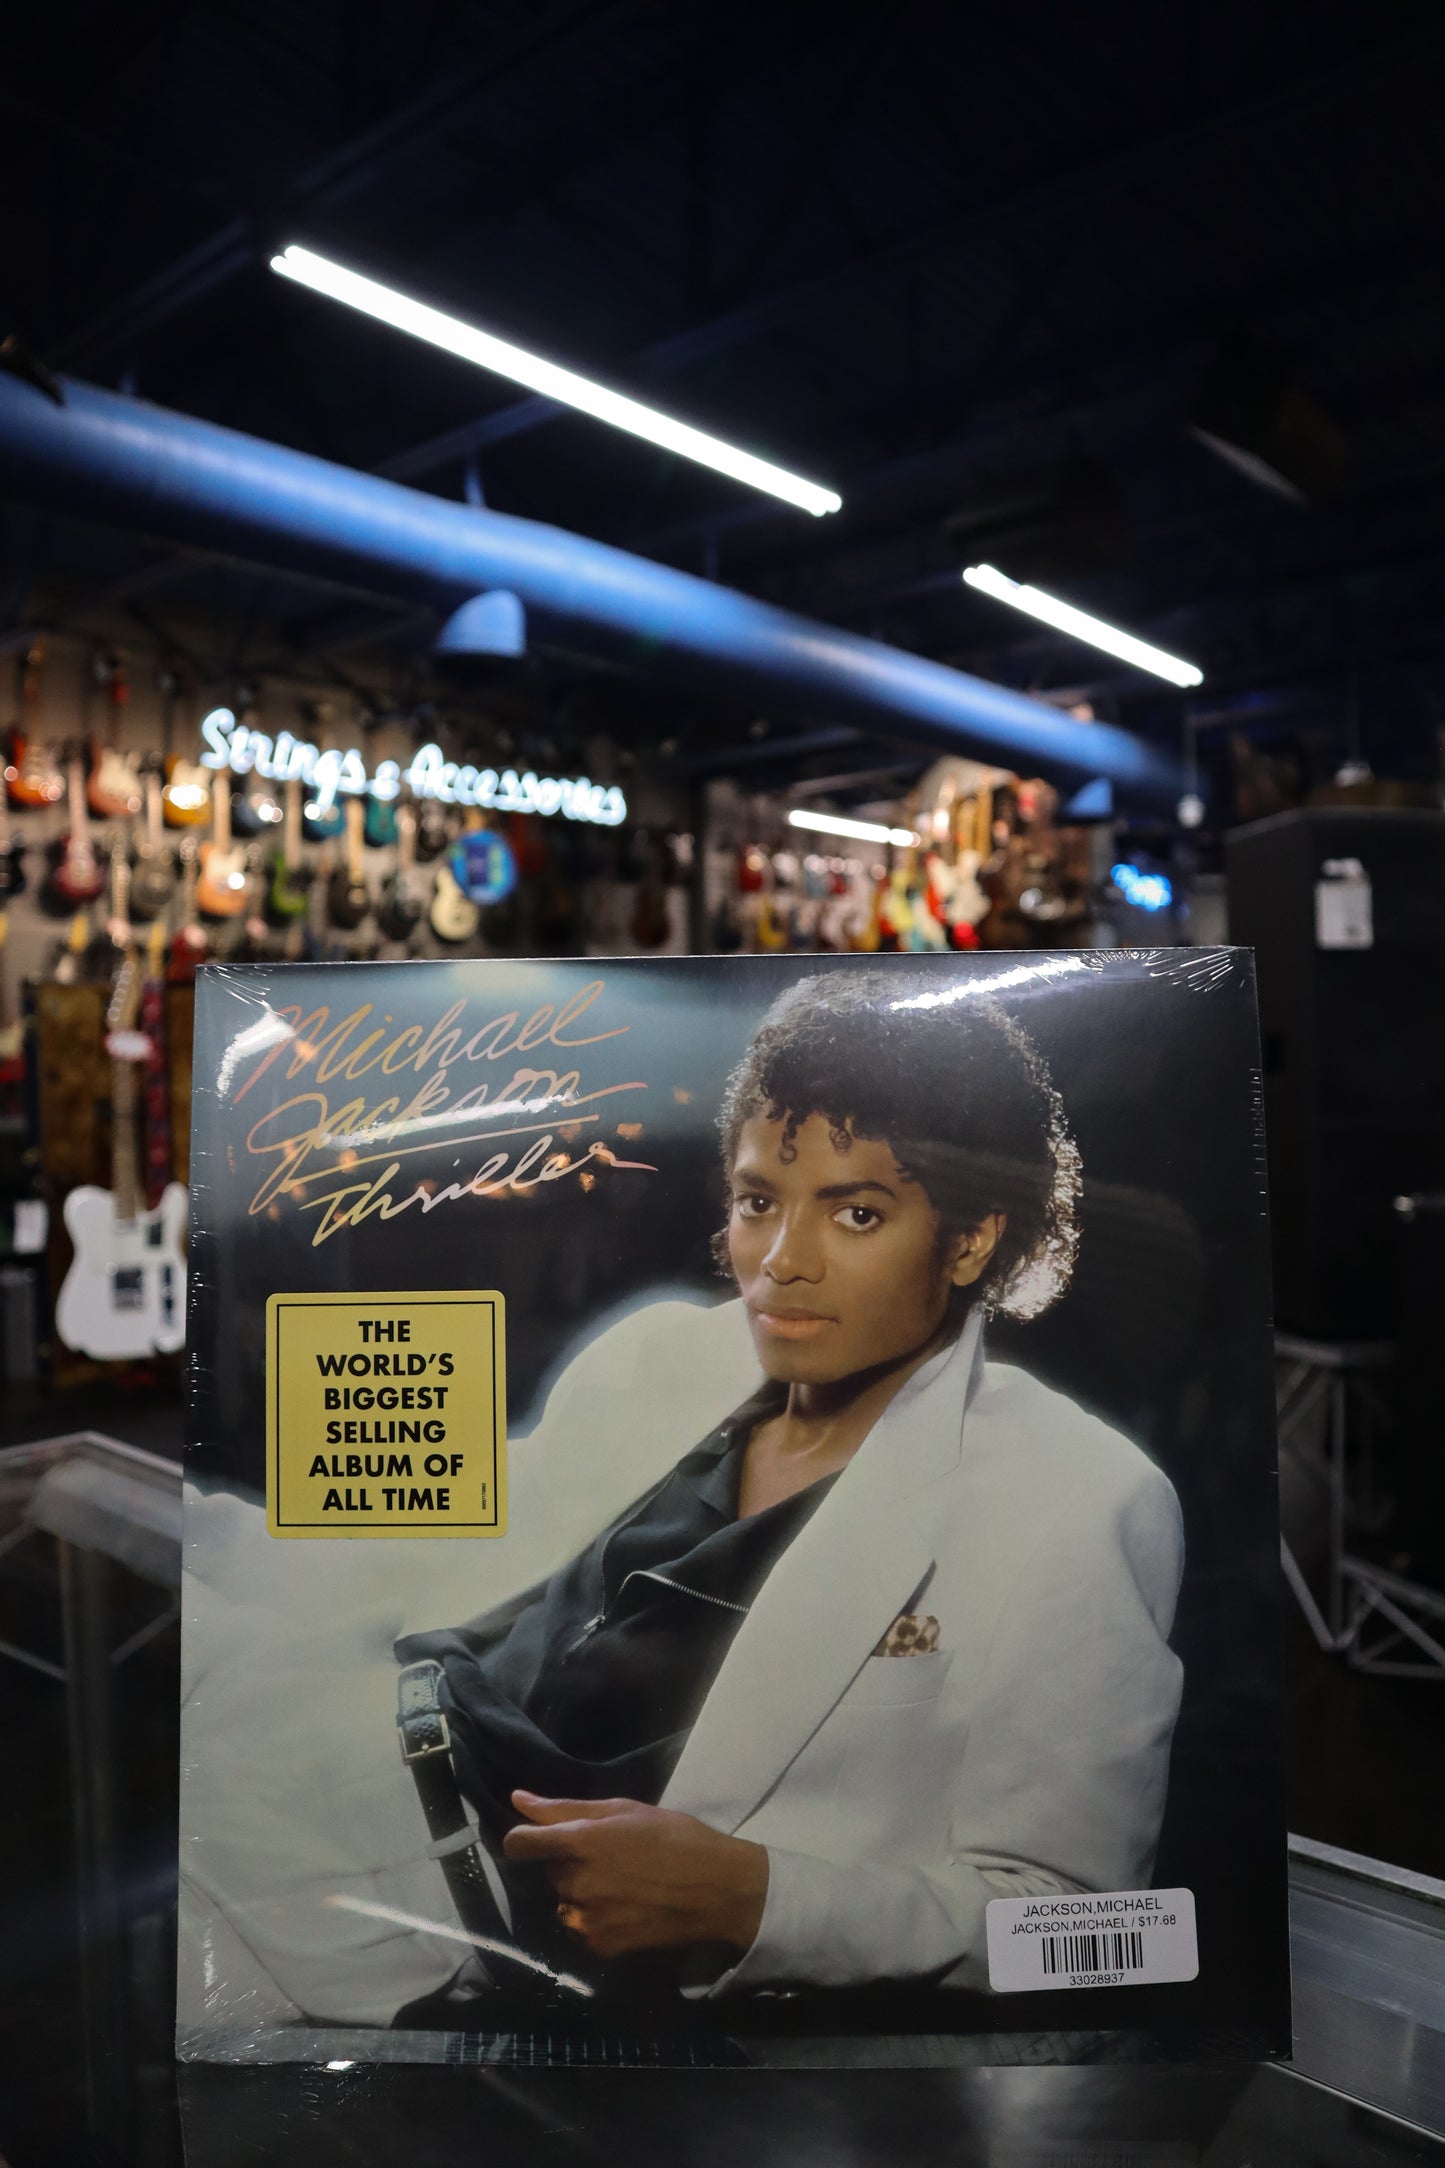 Strings & Accessories
Michael
Jackson
Thriller
THE
WORLD'S
BIGGEST
SELLING
ALBUM OF
ALL TIME
JACKSON,MICHAEL
JACKSON,MICHAEL / $17.68
33028937